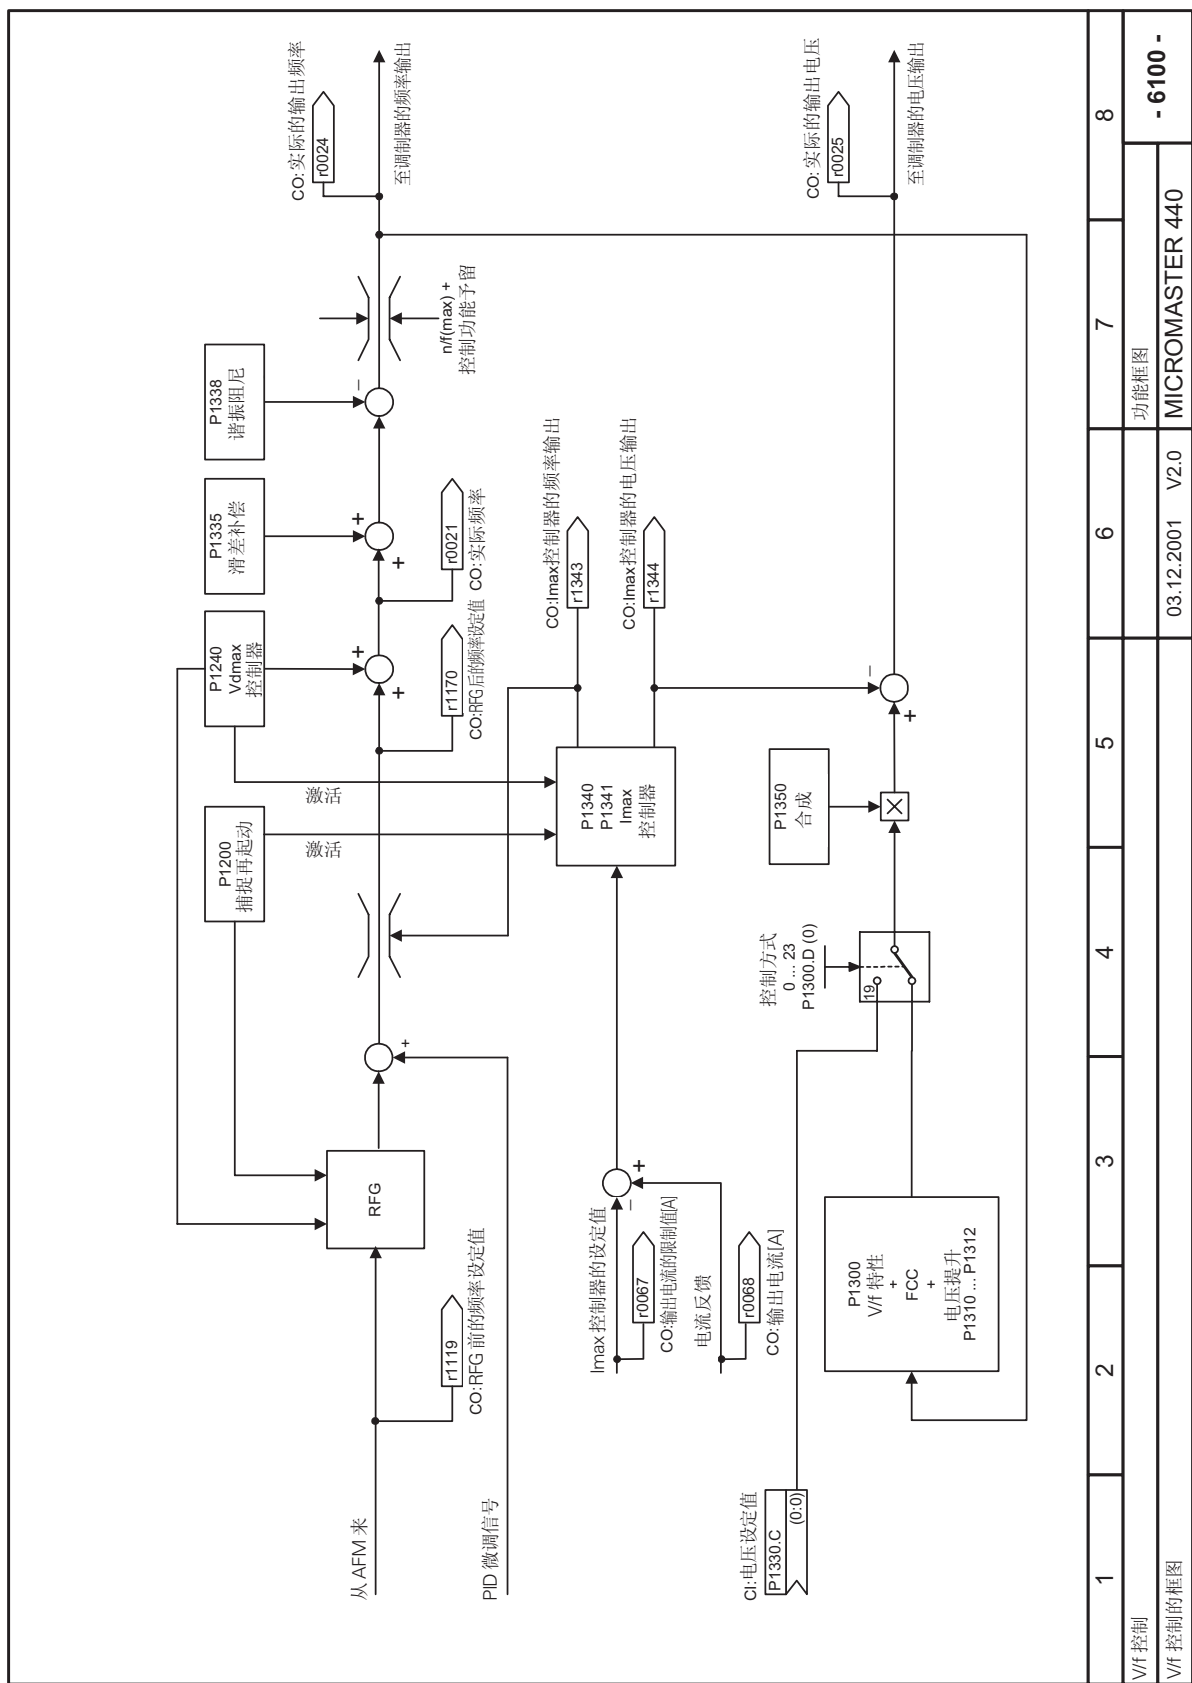 从 AFM 来
r1119
CO:RFG 前的频率设定值
PID 微调信号
RFG
+
P1200
捕捉再起动
激活
P1240
Vdmax
控制器
激活
+
+
r1170
CO:RFG后的频率设定值
P1335
滑差补偿
+
+
r0021
CO:实际频率
P1338
谐振阻尼
–
n/f(max) +
控制功能予留
CO:实际的输出频率
r0024
至调制器的频率输出
Imax 控制器的设定值
r0067
CO:输出电流的限制值[A]
电流反馈
r0068
CO:输出电流[A]
–
+
P1340
P1341
Imax
控制器
CO:Imax控制器的频率输出
r1343
CO:Imax控制器的电压输出
r1344
CI:电压设定值
P1330.C
(0:0)
P1300
V/f 特性
+
FCC
+
电压提升
P1310 ... P1312
控制方式
0 ... 23
P1300.D (0)
19
P1350
合成
–
+
CO: 实际的输出电压
r0025
至调制器的电压输出
1 2 3 4 5 6 7 8
V/f 控制
功能框图
- 6100 -
V/f 控制的框图
03.12.2001 V2.0
MICROMASTER 440